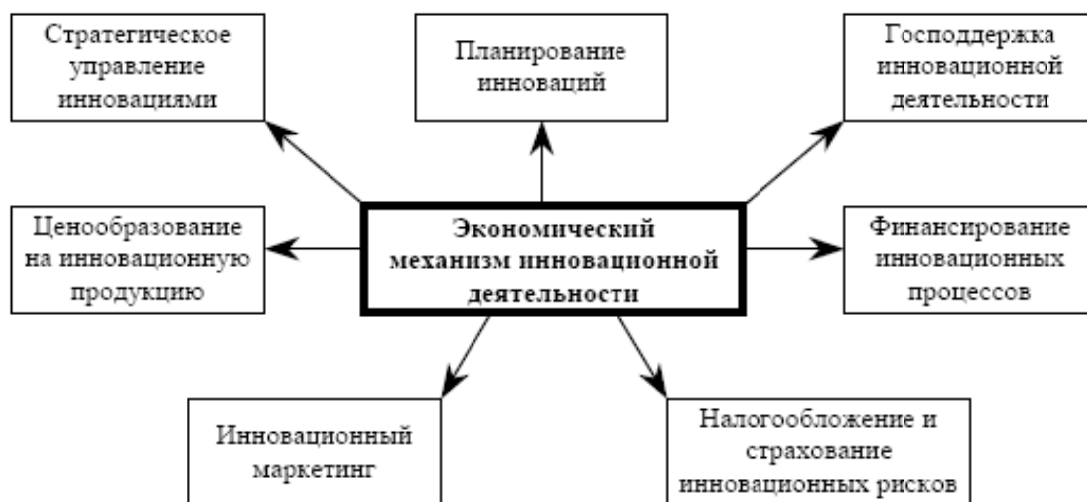 Стратегическое
управление
инновациями
Планирование
инноваций
Господдержка
инновационной
деятельности
Ценообразование
на инновационную
продукцию
Экономический
механизм инновационной
деятельности
Финансирование
инновационных
процессов
Инновационный
маркетинг
Налогообложение и
страхование
инновационных рисков